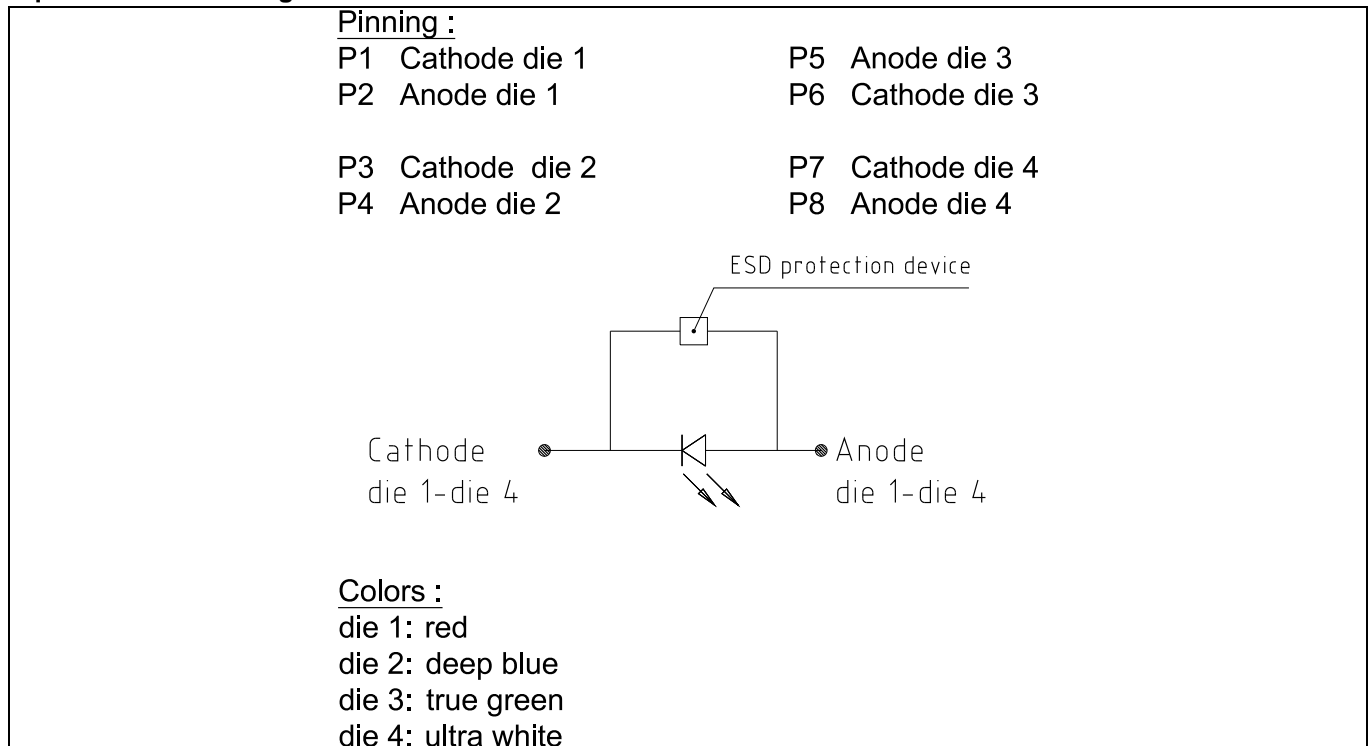 Pinning :
P1 Cathode die 1
P2 Anode die 1
P3 Cathode die 2
P4 Anode die 2
P5 Anode die 3
P6 Cathode die 3
P7 Cathode die 4
P8 Anode die 4
ESD protection device
Cathode
die 1-die 4
Anode
die 1-die 4
Colors :
die 1: red
die 2: deep blue
die 3: true green
die 4: ultra white